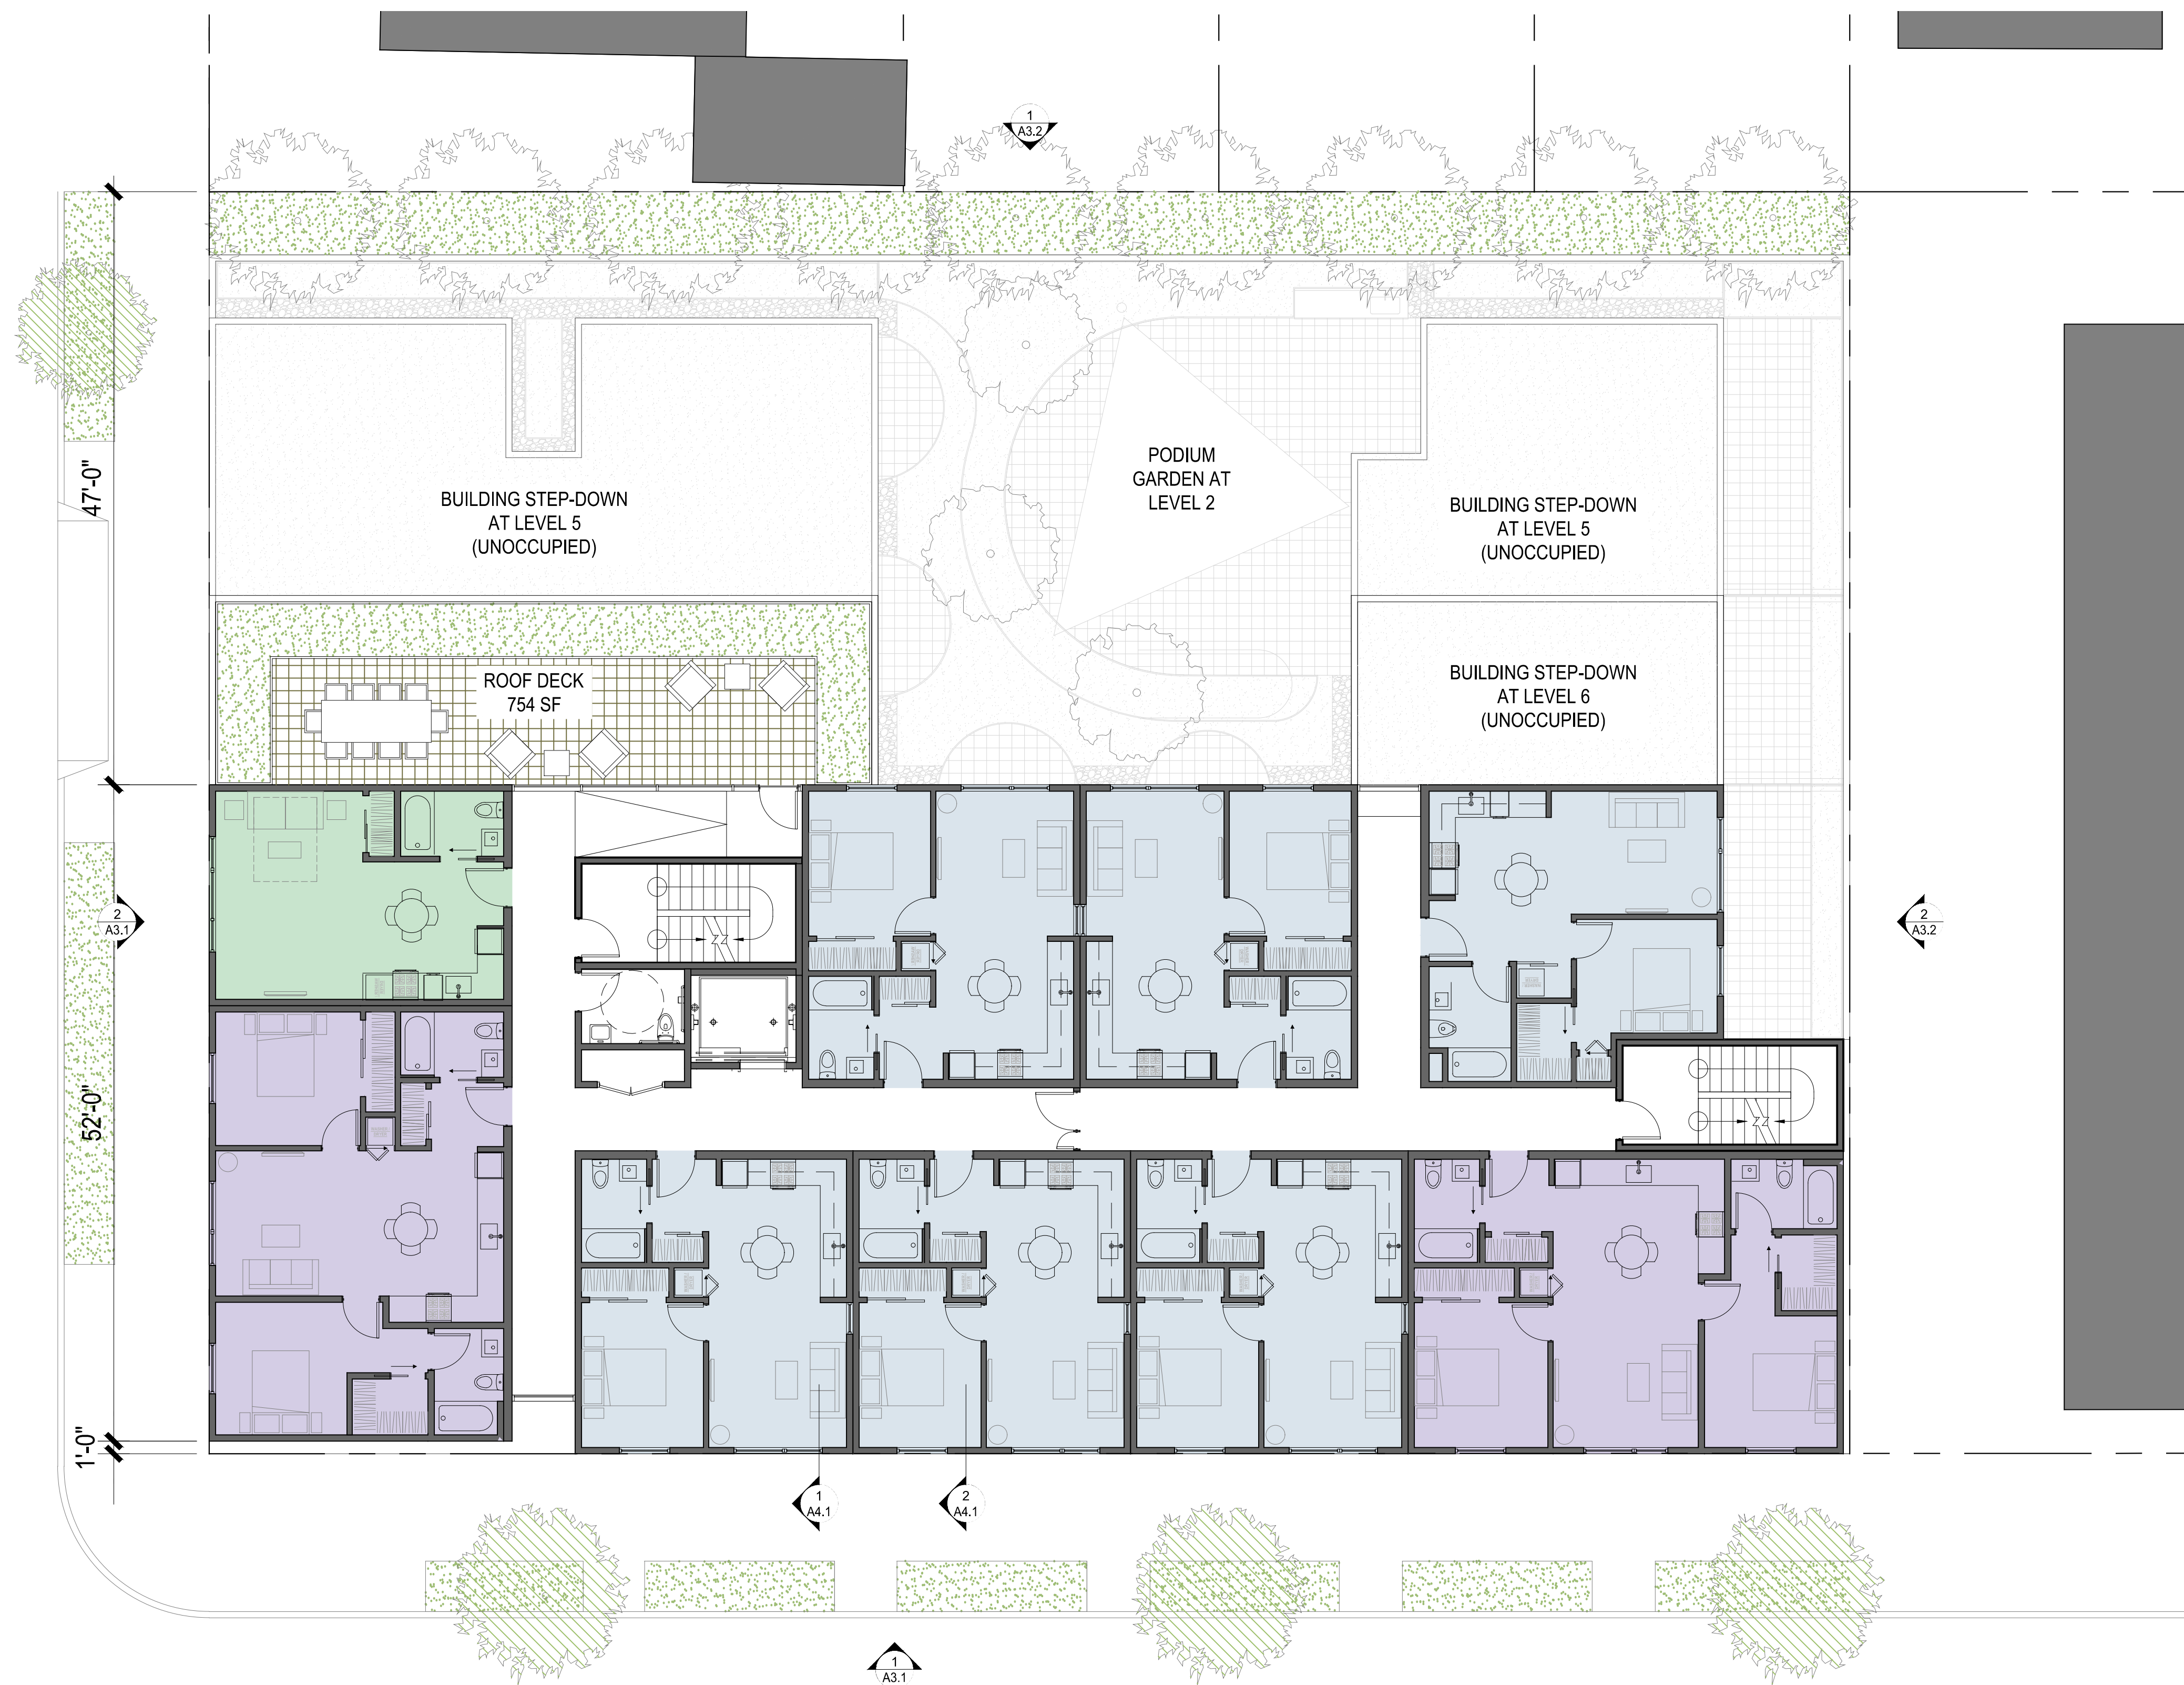 1
A3.2
47'-0"
PODIUM
GARDEN AT
LEVEL 2
BUILDING STEP-DOWN
AT LEVEL 5
(UNOCCUPIED)
BUILDING STEP-DOWN
AT LEVEL 5
(UNOCCUPIED)
ROOF DECK
754 SF
BUILDING STEP-DOWN
AT LEVEL 6
(UNOCCUPIED)
2
A3.1
2
A3.2
52'-0"
1'-0"
1
A4.1
2
A4.1
1
A3.1